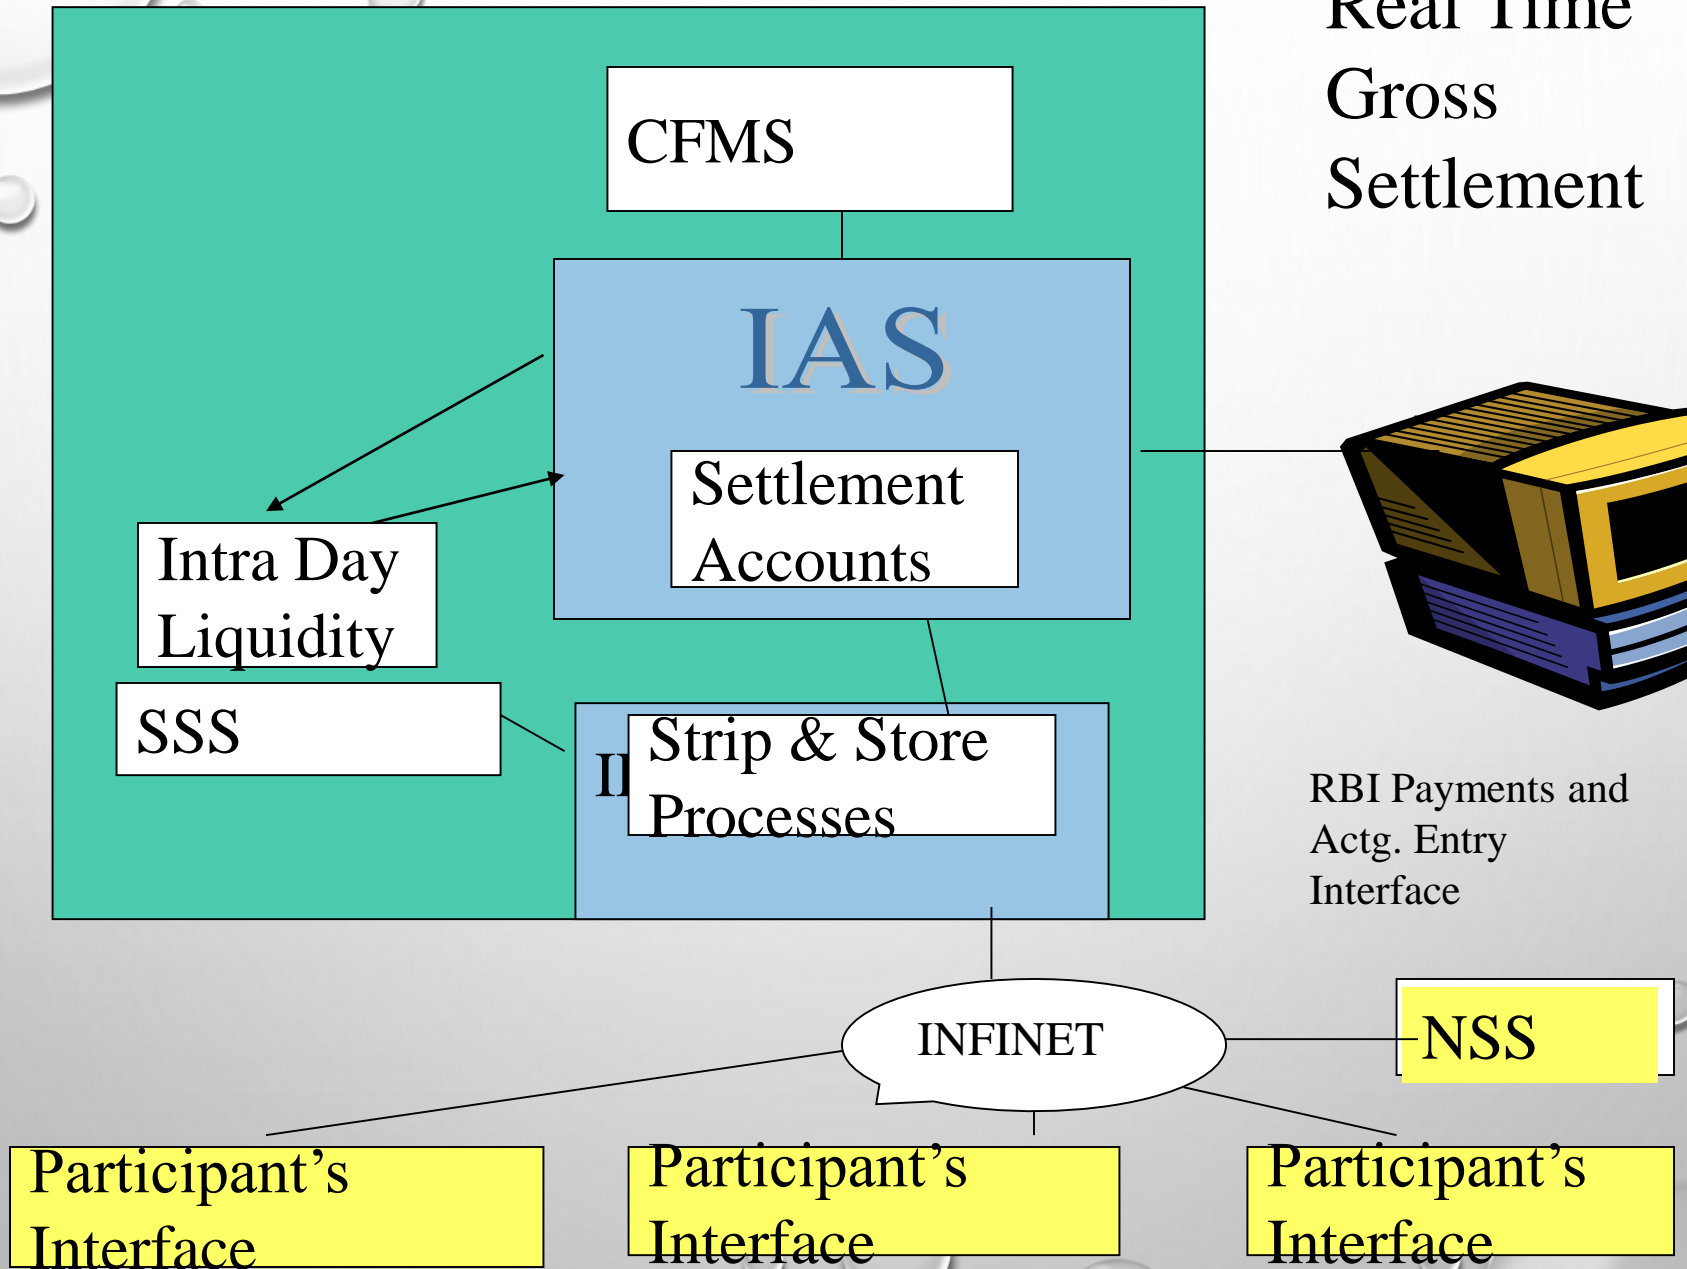 Real Time
Gross
Settlement
CFMS
IAS
Settlement
Accounts
Intra Day
Liquidity
SSS
Strip & Store
Processes
RBI Payments and
Actg. Entry
Interface
INFINET
NSS
Participant’s
Interface
Participant’s
Interface
Participant’s
Interface